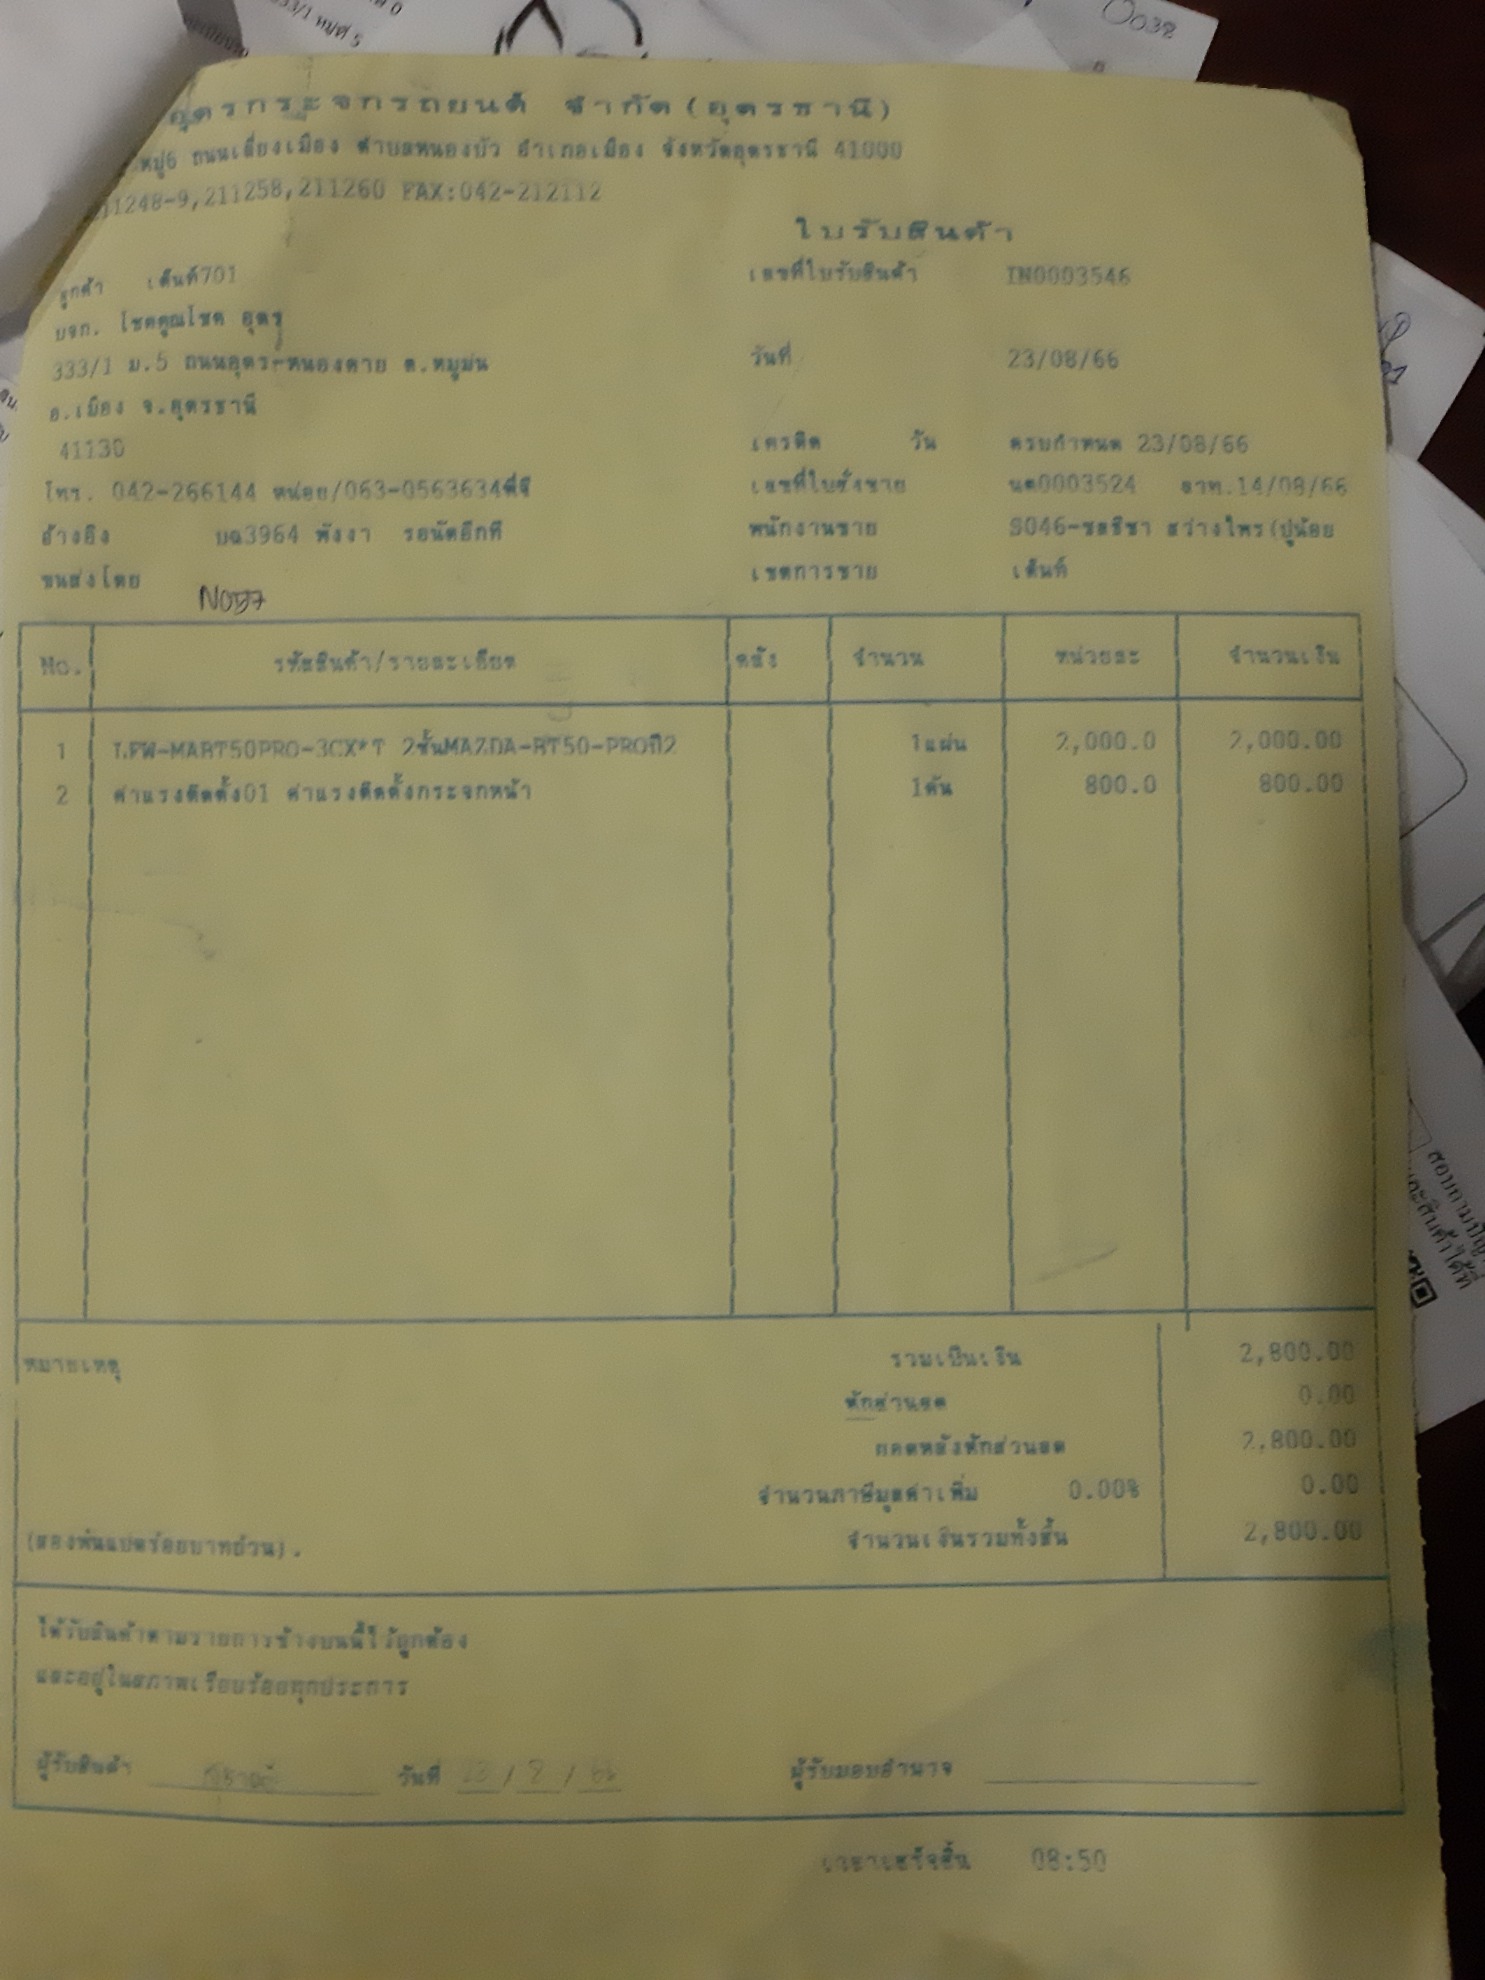 อุดรกระจกรถยนต์ จำกัด(อุดรธานี)
หมู่6 ถนนเลี่ยงเมือง ตำบลหนองบัว อำเภอเมือง จังหวัดอุดรธานี 41000
11248-9,211258,211260 FAX:042-212112
ใบรับสินค้า
ลูกค้า เต็นท์701 เลขที่ใบรับสินค้า IN0003546
บจก. โชคคูณโชค อุดร
333/1 ม.5 ถนนอุดร-หนองคาย ต.หมูม่น วันที่ 23/08/66
อ.เมือง จ.อุดรธานี
41130 เครดิต วัน ครบกำหนด 23/08/66
โทร. 042-266144 หน่อย/063-0563634พี่จี เลขที่ใบสั่งขาย นต0003524 อาท.14/08/66
อ้างอิง บฉ3964 พังงา รอนัดอีกที พนักงานขาย S046-ชลธิชา สว่างไพร(ปูน้อย
ขนส่งโดย เขตการขาย เต้นท์
N057
No. รหัสสินค้า/รายละเอียด คลัง จำนวน หน่วยละ จำนวนเงิน
1 LFW-MABT50PRO-3CX*T 2ชั้นMAZDA-BT50-PROปี2 1แผ่น 2,000.0 2,000.00
2 ค่าแรงติดตั้ง01 ค่าแรงติดตั้งกระจกหน้า 1คัน 800.0 800.00
หมายเหตุ รวมเป็นเงิน 2,800.00
หักส่วนลด 0.00
ยอดหลังหักส่วนลด 2,800.00
จำนวนภาษีมูลค่าเพิ่ม 0.00% 0.00
(สองพันแปดร้อยบาทถ้วน). จำนวนเงินรวมทั้งสิ้น 2,800.00
ได้รับสินค้าตามรายการข้างบนนี้ไว้ถูกต้อง
และอยู่ในสภาพเรียบร้อยทุกประการ
ผู้รับสินค้า วันที่ 23 / 8 / 66 ผู้รับมอบอำนาจ
เวลาเสร็จสิ้น 08:50
0038
สอบถามปัญ
และสินค้าได้ที่